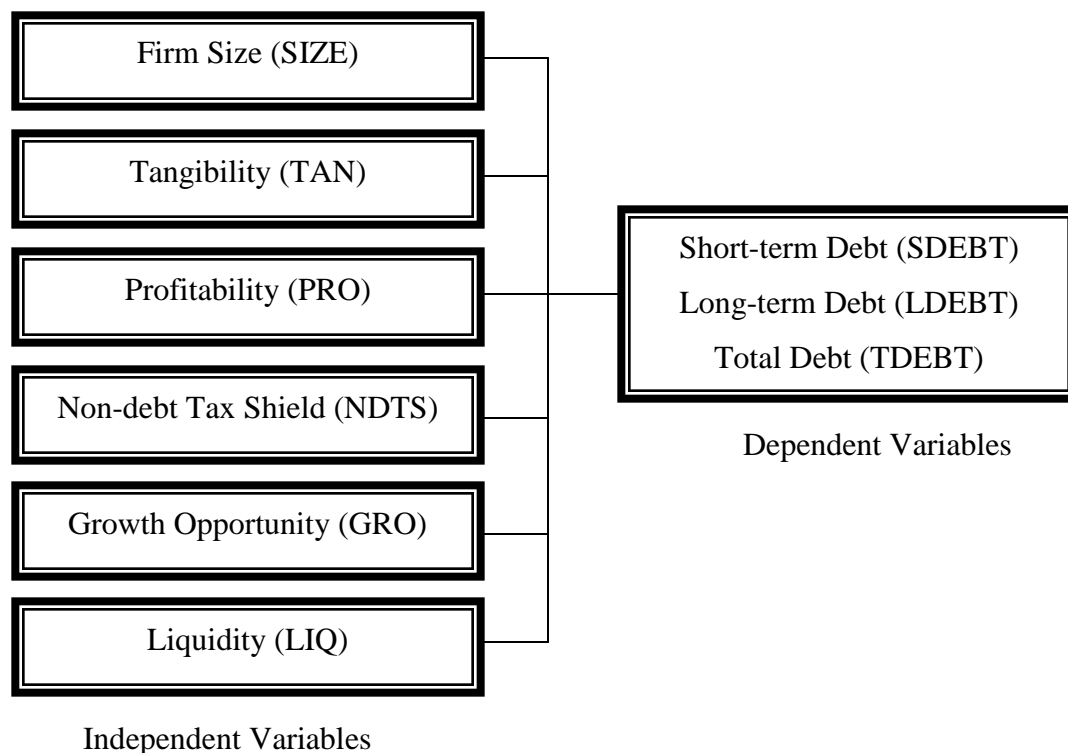 Firm Size (SIZE)
Tangibility (TAN)
Profitability (PRO)
Non-debt Tax Shield (NDTS)
Growth Opportunity (GRO)
Liquidity (LIQ)
Independent Variables
Short-term Debt (SDEBT)
Long-term Debt (LDEBT)
Total Debt (TDEBT)
Dependent Variables